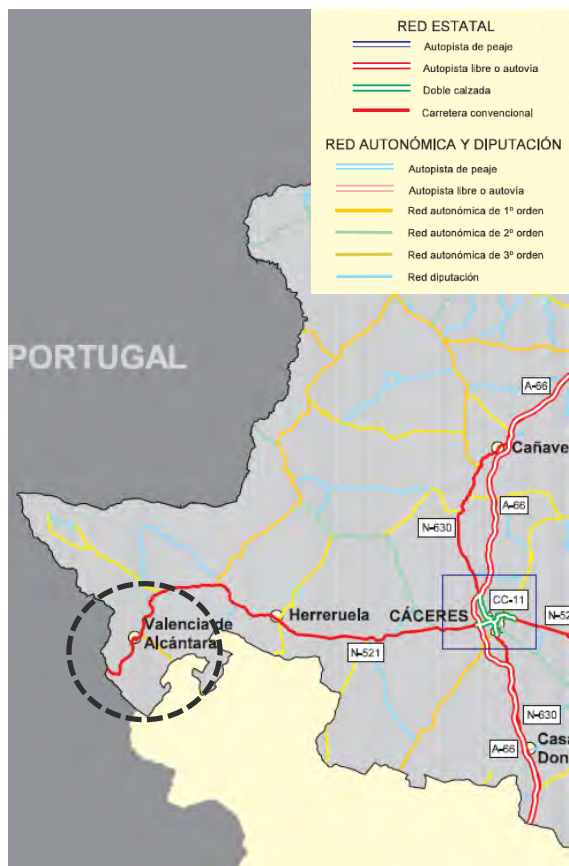 RED ESTATAL
Autopista de peaje
Autopista libre o autovía
Doble calzada
Carretera convencional
RED AUTONÓMICA Y DIPUTACIÓN
Autopista de peaje
Autopista libre o autovía
Red autonómica de 1º orden
Red autonómica de 2º orden
Red autonómica de 3º orden
Red diputación
PORTUGAL
A-66
Cañave
A-66
N-630
CC-11
CÁCERES
Herreruela
Valencia de
Alcántara
N-52
N-521
N-630
A-66
Casa
Don